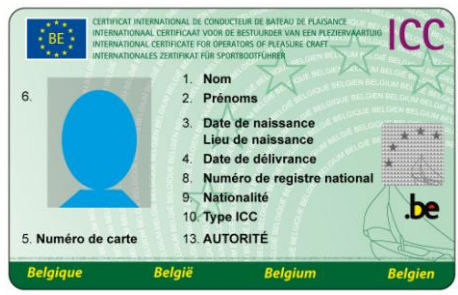 CERTIFICAT INTERNATIONAL DE CONDUCTEUR DE BATEAU DE PLAISANCE
INTERNATIONAAL CERTIFICAAT VOOR DE BESTUURDER VAN EEN PLEZIERVAARTUIG
INTERNATIONAL CERTIFICATE FOR OPERATORS OF PLEASURE CRAFT
INTERNATIONALES ZERTIFIKAT FÜR SPORTBOOTFÜHRER
BE
ICC
1. Nom
6.
2. Prénoms
3. Date de naissance
Lieu de naissance
4. Date de délivrance
8. Numéro de registre national
9. Nationalité
10. Type ICC
.be
5. Numéro de carte
13. AUTORITÉ
Belgique België Belgium Belgien